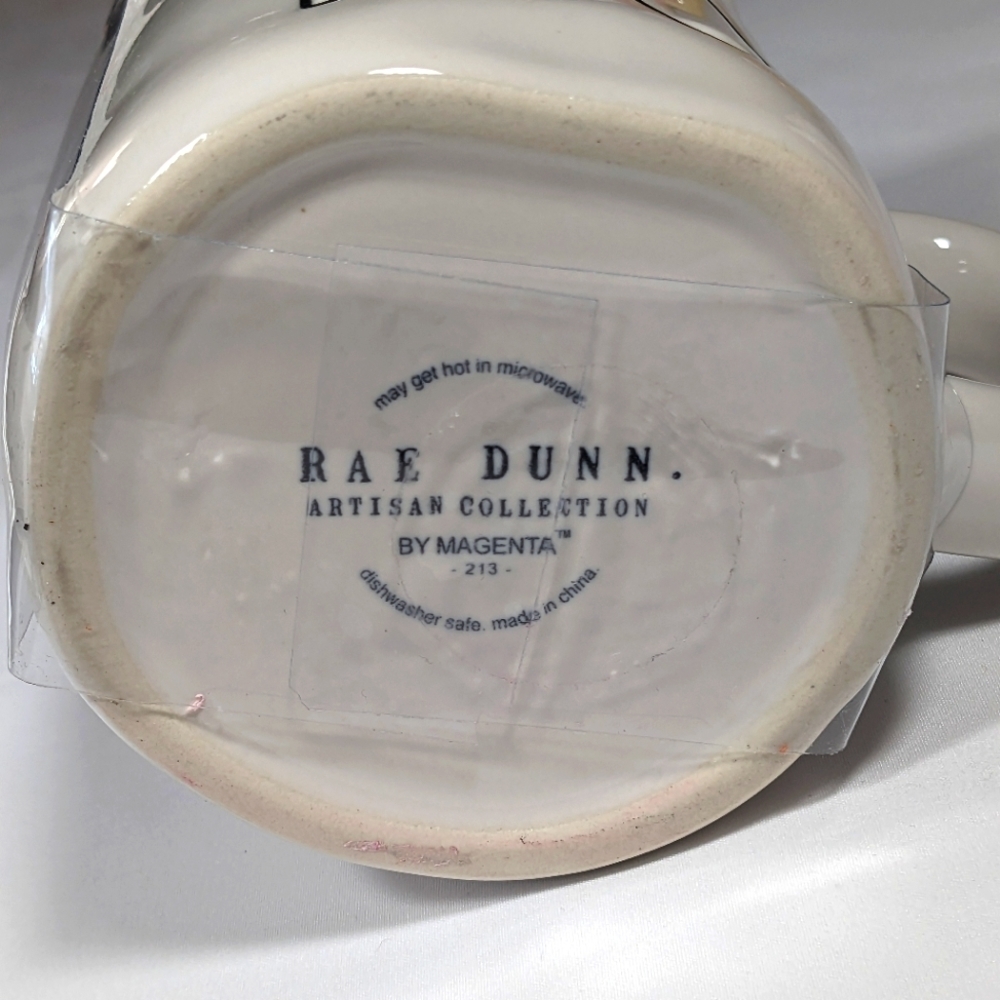 may get hot in microwave.
RAE DUNN.
ARTISAN COLLECTION
BY MAGENTA™
- 213 -
dishwasher safe. made in china.